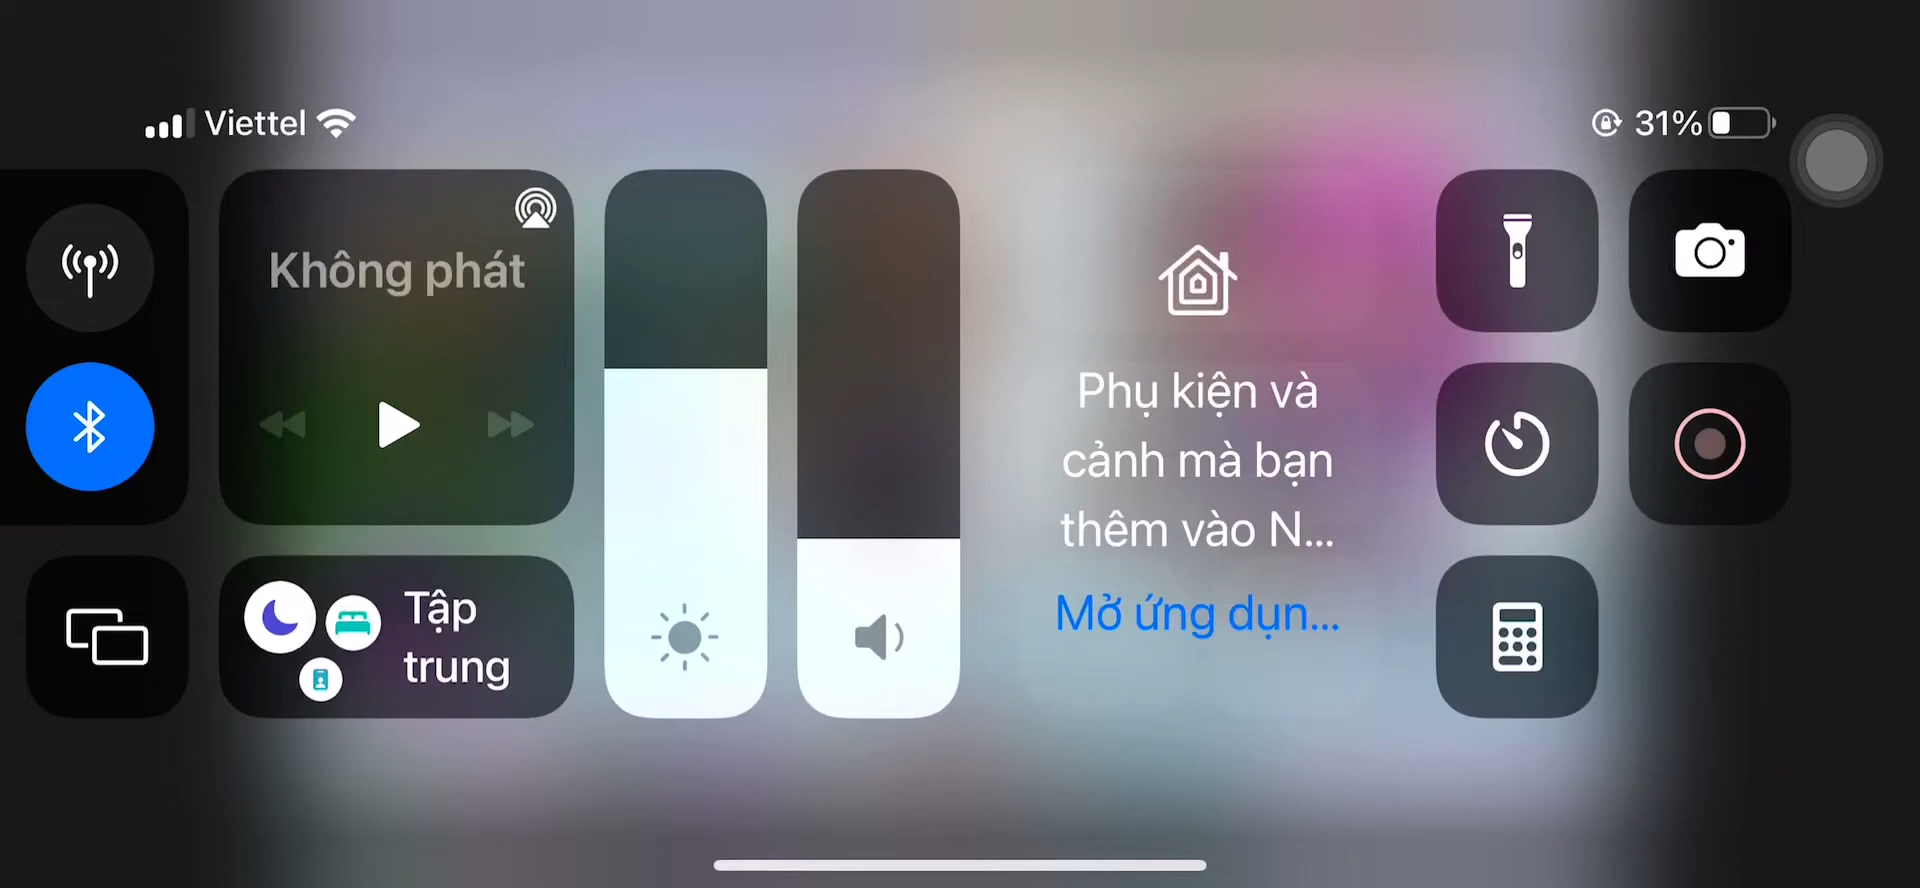 Viettel
31%
Không phát
Tập
trung
Phụ kiện và
cảnh mà bạn
thêm vào N...
Mở ứng dụn...